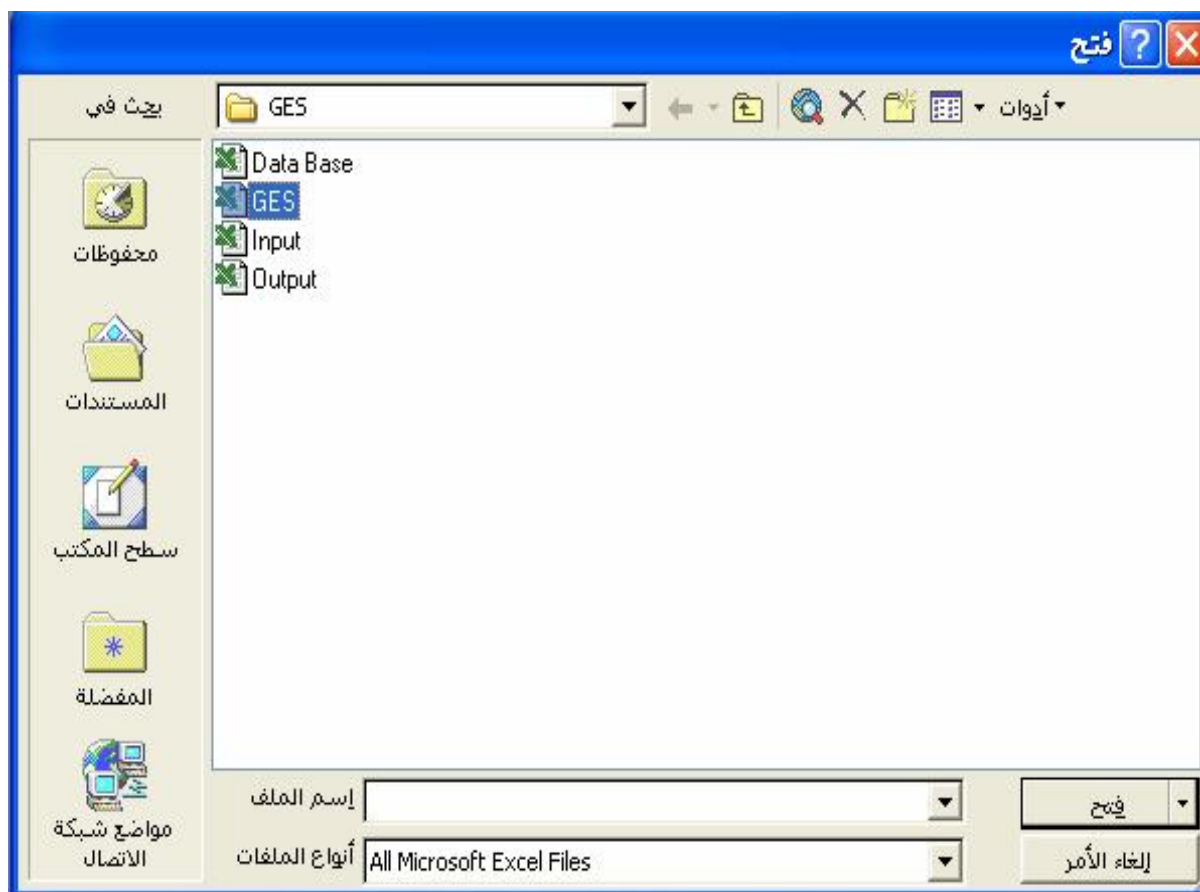 فتح
بحث في
GES
أدوات
Data Base
GES
Input
Output
محفوظات
المستندات
سطح المكتب
المفضلة
مواضع شبكة
الاتصال
إسم الملف
فتح
أنواع الملفات
All Microsoft Excel Files
إلغاء الأمر